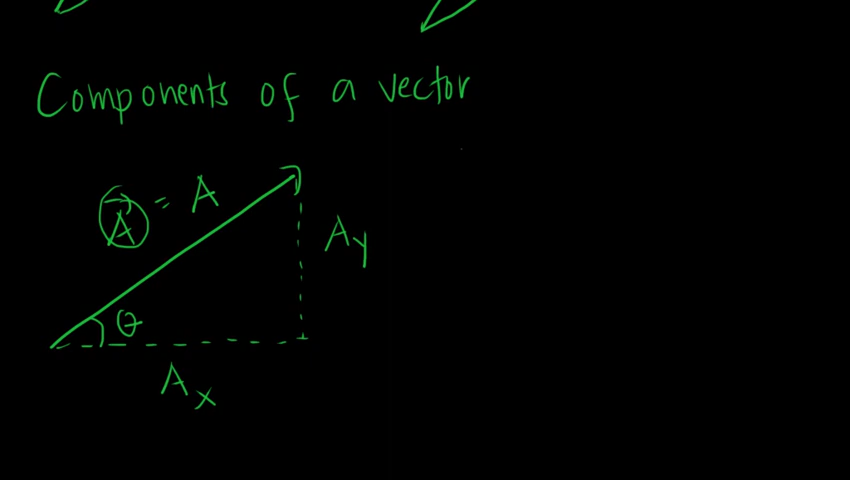 Components of a vector
A⃗ = A
Ay
θ
Ax